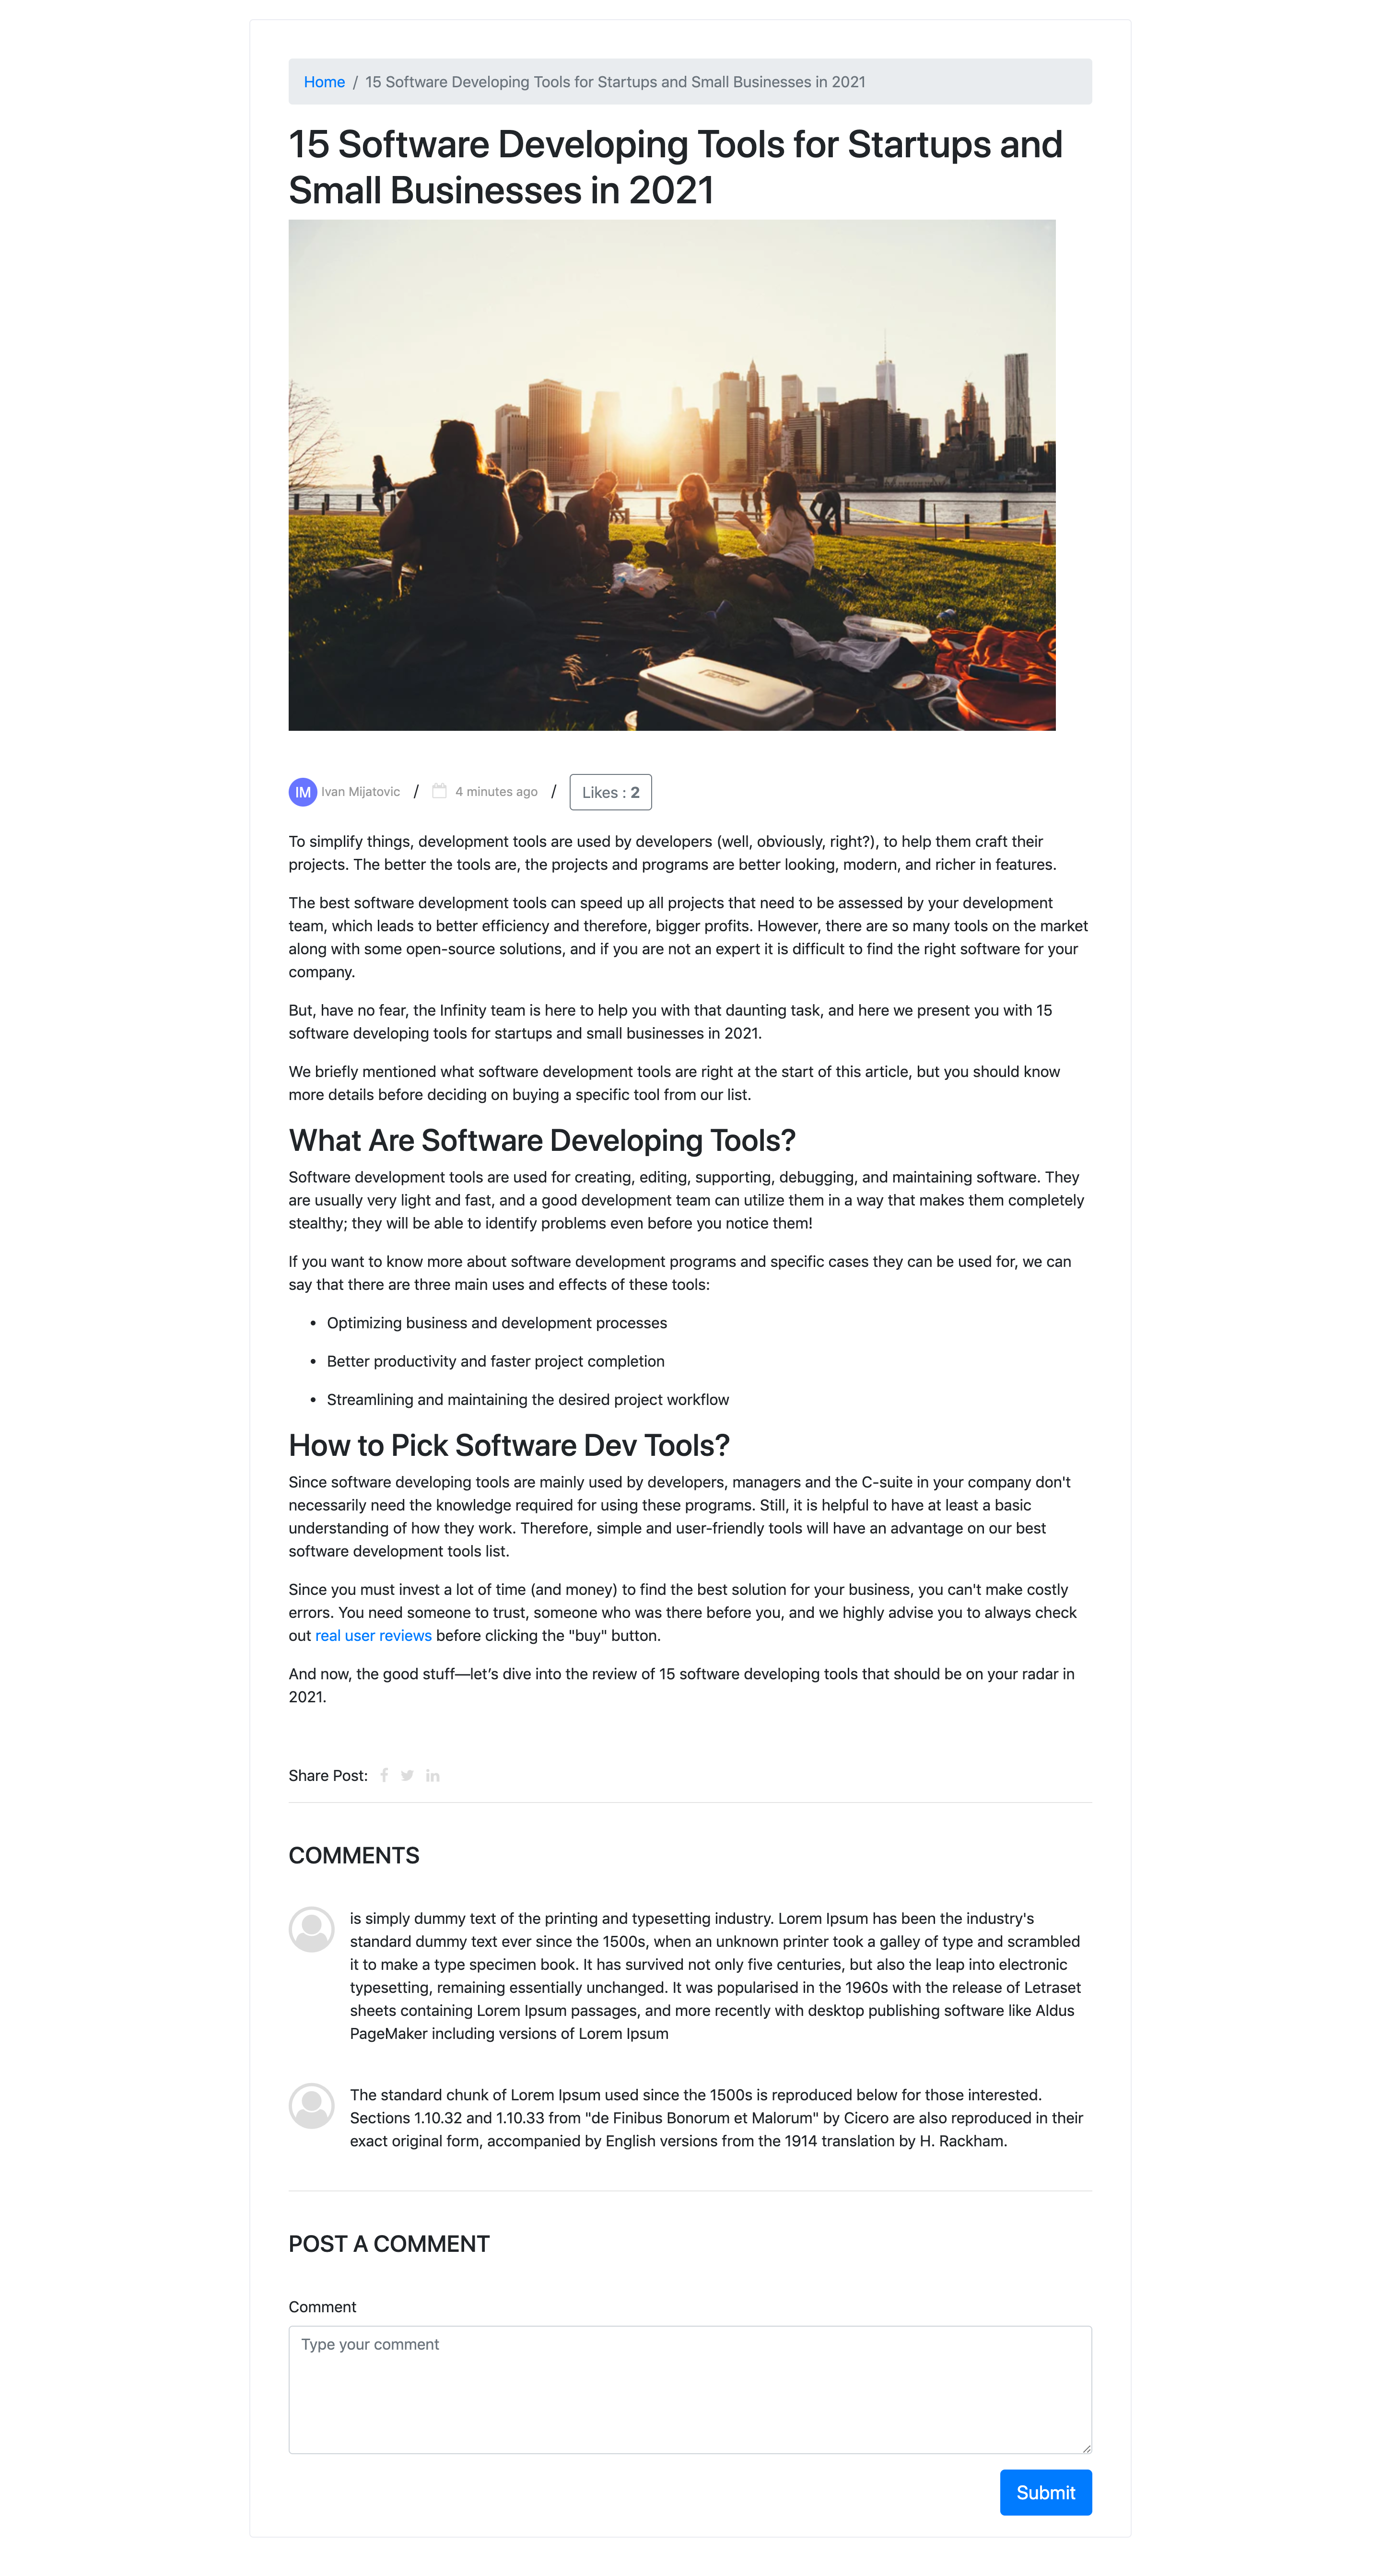 Home / 15 Software Developing Tools for Startups and Small Businesses in 2021
15 Software Developing Tools for Startups and
Small Businesses in 2021
IM Ivan Mijatovic / 4 minutes ago / Likes : 2
To simplify things, development tools are used by developers (well, obviously, right?), to help them craft their
projects. The better the tools are, the projects and programs are better looking, modern, and richer in features.
The best software development tools can speed up all projects that need to be assessed by your development
team, which leads to better efficiency and therefore, bigger profits. However, there are so many tools on the market
along with some open-source solutions, and if you are not an expert it is difficult to find the right software for your
company.
But, have no fear, the Infinity team is here to help you with that daunting task, and here we present you with 15
software developing tools for startups and small businesses in 2021.
We briefly mentioned what software development tools are right at the start of this article, but you should know
more details before deciding on buying a specific tool from our list.
What Are Software Developing Tools?
Software development tools are used for creating, editing, supporting, debugging, and maintaining software. They
are usually very light and fast, and a good development team can utilize them in a way that makes them completely
stealthy; they will be able to identify problems even before you notice them!
If you want to know more about software development programs and specific cases they can be used for, we can
say that there are three main uses and effects of these tools:
• Optimizing business and development processes
• Better productivity and faster project completion
• Streamlining and maintaining the desired project workflow
How to Pick Software Dev Tools?
Since software developing tools are mainly used by developers, managers and the C-suite in your company don't
necessarily need the knowledge required for using these programs. Still, it is helpful to have at least a basic
understanding of how they work. Therefore, simple and user-friendly tools will have an advantage on our best
software development tools list.
Since you must invest a lot of time (and money) to find the best solution for your business, you can't make costly
errors. You need someone to trust, someone who was there before you, and we highly advise you to always check
out real user reviews before clicking the "buy" button.
And now, the good stuff—let’s dive into the review of 15 software developing tools that should be on your radar in
2021.
Share Post:
COMMENTS
is simply dummy text of the printing and typesetting industry. Lorem Ipsum has been the industry's
standard dummy text ever since the 1500s, when an unknown printer took a galley of type and scrambled
it to make a type specimen book. It has survived not only five centuries, but also the leap into electronic
typesetting, remaining essentially unchanged. It was popularised in the 1960s with the release of Letraset
sheets containing Lorem Ipsum passages, and more recently with desktop publishing software like Aldus
PageMaker including versions of Lorem Ipsum
The standard chunk of Lorem Ipsum used since the 1500s is reproduced below for those interested.
Sections 1.10.32 and 1.10.33 from "de Finibus Bonorum et Malorum" by Cicero are also reproduced in their
exact original form, accompanied by English versions from the 1914 translation by H. Rackham.
POST A COMMENT
Comment
Type your comment
Submit